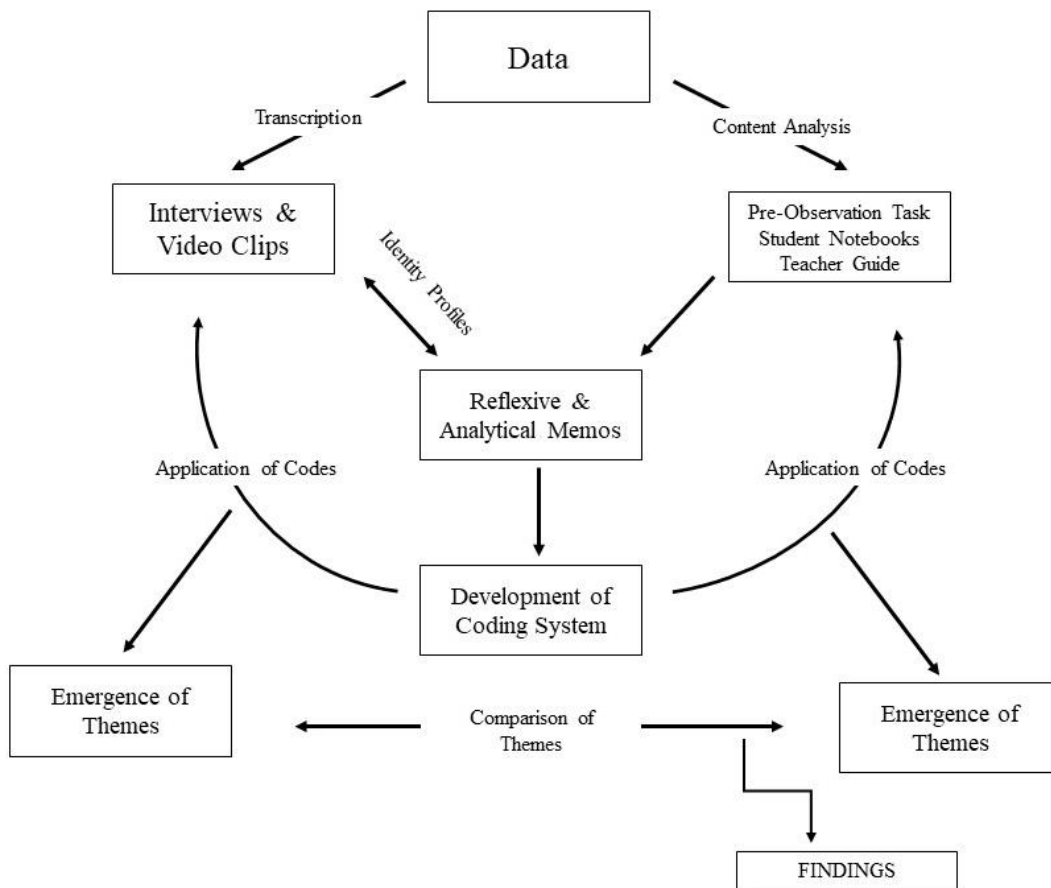 Data
Transcription
Content Analysis
Interviews &
Video Clips
Pre-Observation Task
Student Notebooks
Teacher Guide
Identity Profiles
Reflexive &
Analytical Memos
Application of Codes
Application of Codes
Development of
Coding System
Emergence of
Themes
Comparison of
Themes
Emergence of
Themes
FINDINGS